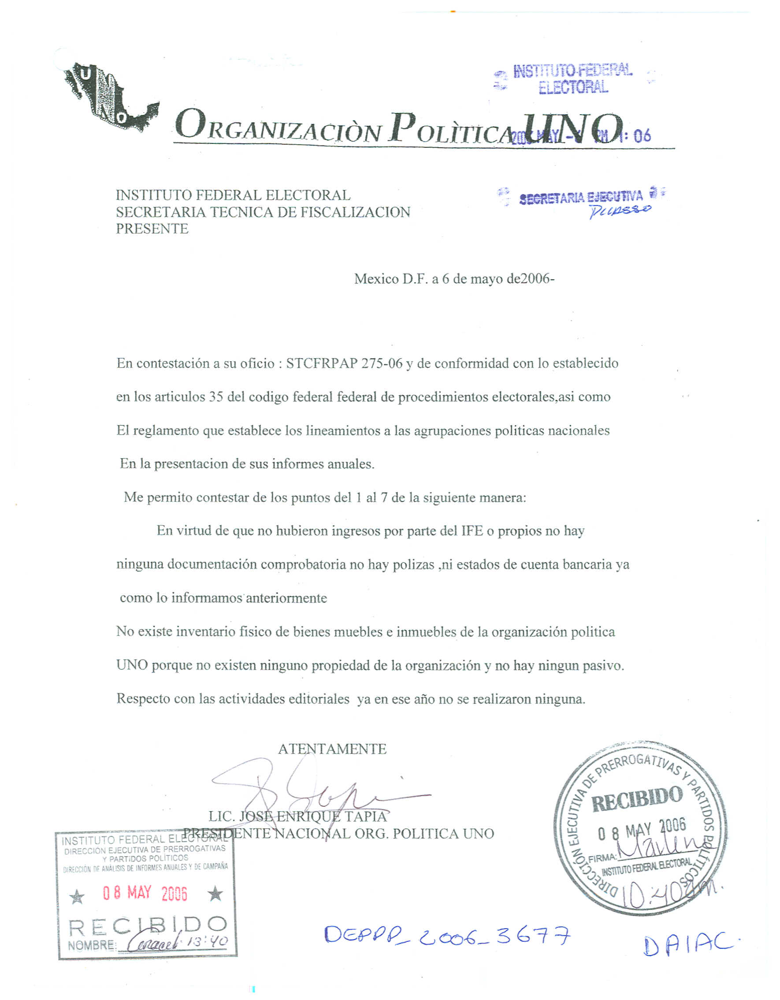 UNO
INSTITUTO FEDERAL
ELECTORAL
ORGANIZACIÒN POLÌTICA UNO
MAY PM 1:06
INSTITUTO FEDERAL ELECTORAL
SECRETARIA TECNICA DE FISCALIZACION
PRESENTE
SECRETARIA EJECUTIVA
Picasso
Mexico D.F. a 6 de mayo de2006-
En contestación a su oficio : STCFRPAP 275-06 y de conformidad con lo establecido
en los articulos 35 del codigo federal federal de procedimientos electorales,asi como
El reglamento que establece los lineamientos a las agrupaciones politicas nacionales
En la presentacion de sus informes anuales.
Me permito contestar de los puntos del 1 al 7 de la siguiente manera:
En virtud de que no hubieron ingresos por parte del IFE o propios no hay
ninguna documentación comprobatoria no hay polizas ,ni estados de cuenta bancaria ya
como lo informamos anteriormente
No existe inventario fisico de bienes muebles e inmuebles de la organización politica
UNO porque no existen ninguno propiedad de la organización y no hay ningun pasivo.
Respecto con las actividades editoriales ya en ese año no se realizaron ninguna.
ATENTAMENTE
LIC. JOSE ENRIQUE TAPIA
PRESIDENTE NACIONAL ORG. POLITICA UNO
INSTITUTO FEDERAL ELECTORAL
DIRECCION EJECUTIVA DE PRERROGATIVAS
Y PARTIDOS POLÍTICOS
DIRECCIÓN DE ANÁLISIS DE INFORMES ANUALES Y DE CAMPAÑA
08 MAY 2006
RECIBIDO
NOMBRE: Araceli 13:40
DIRECCIÓN EJECUTIVA DE PRERROGATIVAS Y PARTIDOS POLÍTICOS
RECIBIDO
08 MAY 2006
FIRMA: Marlen
INSTITUTO FEDERAL ELECTORAL
10:40am.
DEPPP_2006_3677
DAIAC.